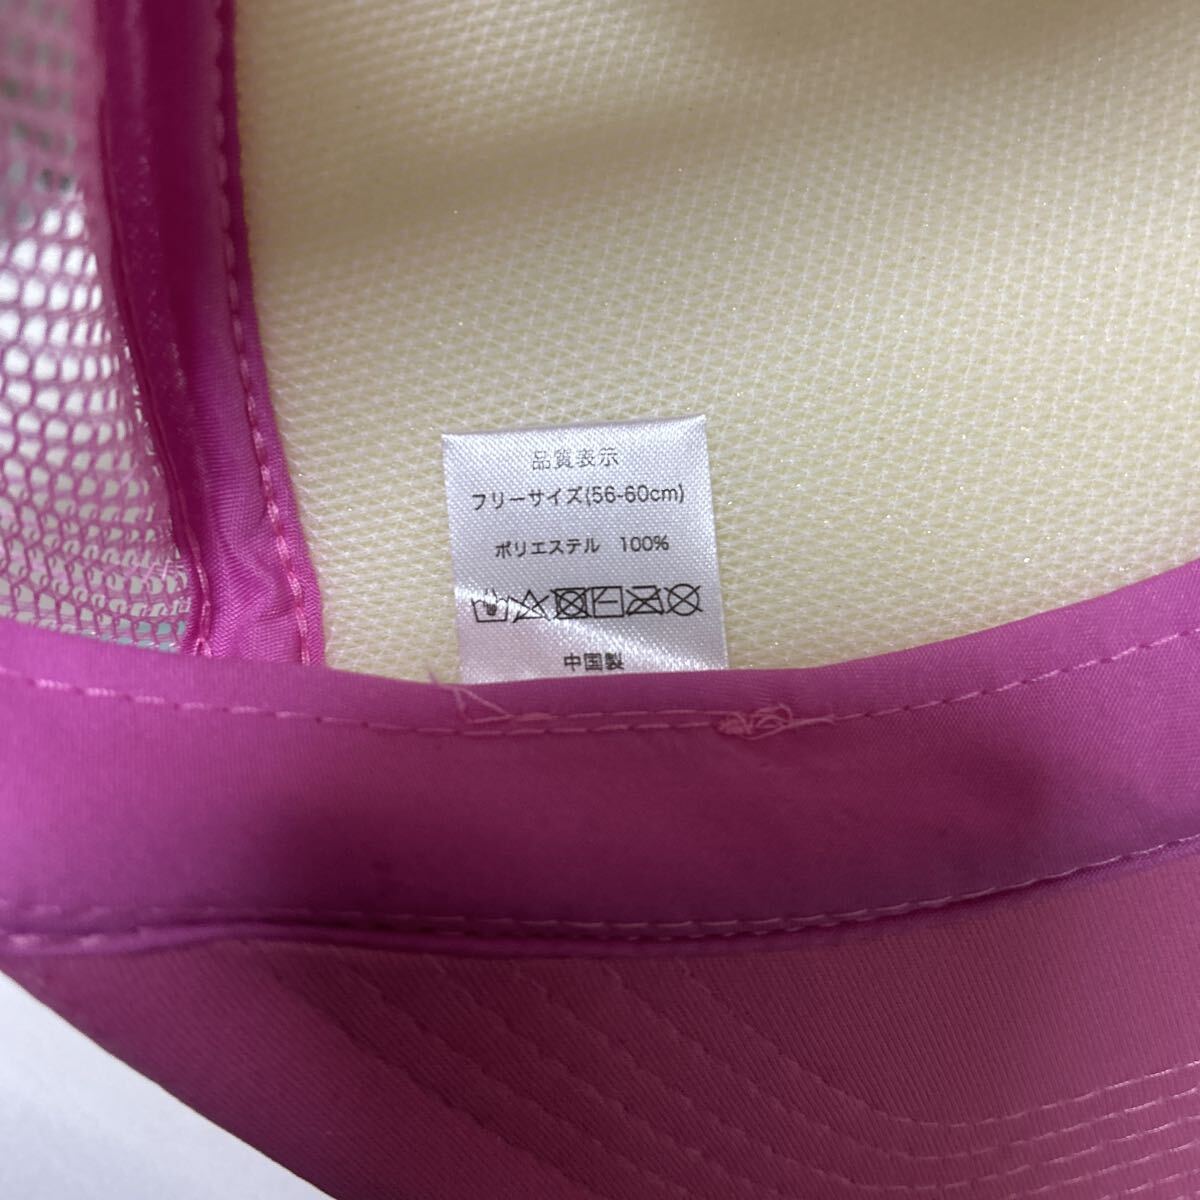 品質表示
フリーサイズ(56-60cm)
ポリエステル 100%
中国製